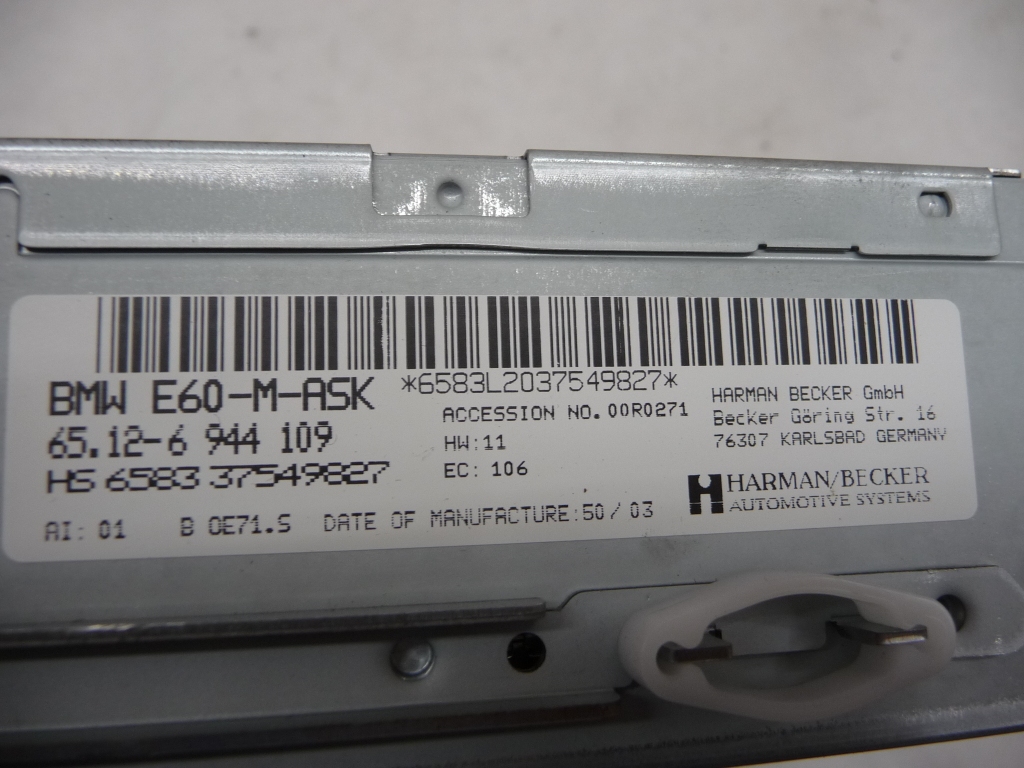 *6583L2037549827*
BMW E60-M-ASK
65.12-6 944 109
HS 6583 37549827
ACCESSION NO.00R0271
HW:11
EC: 106
HARMAN BECKER GmbH
Becker Göring Str. 16
76307 KARLSBAD GERMANY
HARMAN/BECKER
AUTOMOTIVE SYSTEMS
AI: 01 B 0E71.S DATE OF MANUFACTURE:50/03